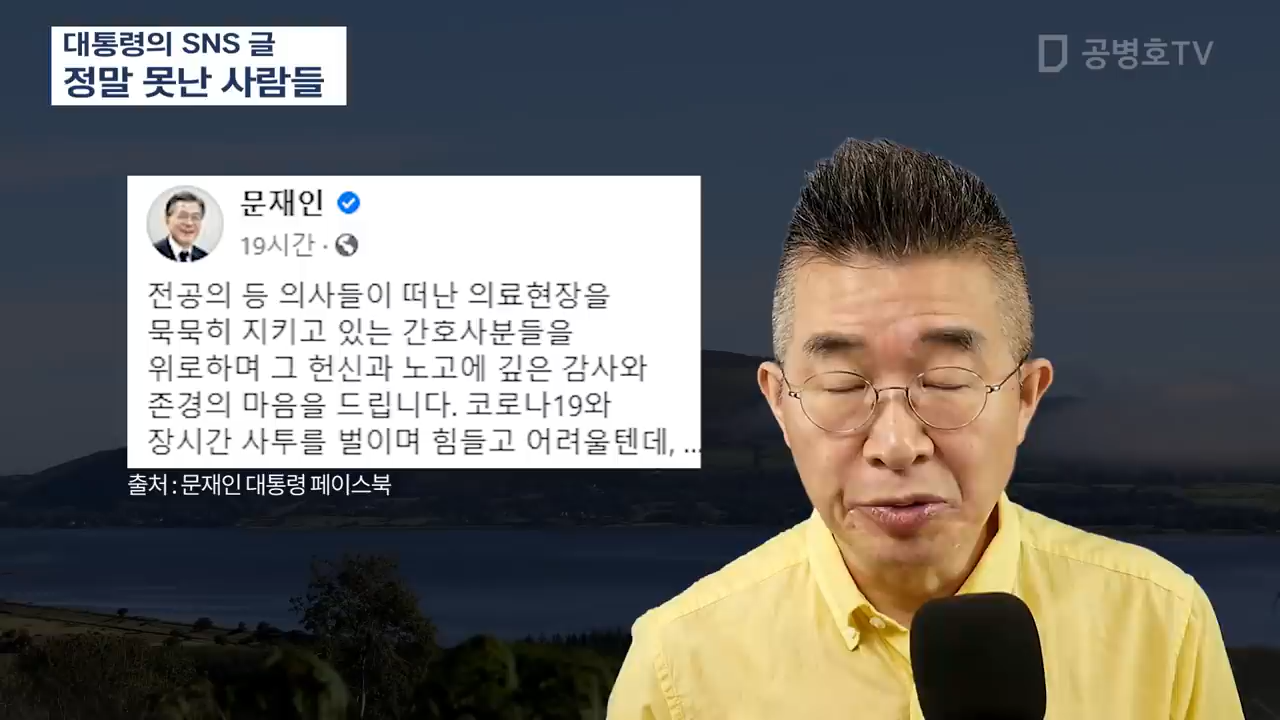 대통령의 SNS 글
정말 못난 사람들
공병호TV
문재인
19시간 ·
전공의 등 의사들이 떠난 의료현장을
묵묵히 지키고 있는 간호사분들을
위로하며 그 헌신과 노고에 깊은 감사와
존경의 마음을 드립니다. 코로나19와
장시간 사투를 벌이며 힘들고 어려울텐데, ...
출처 : 문재인 대통령 페이스북